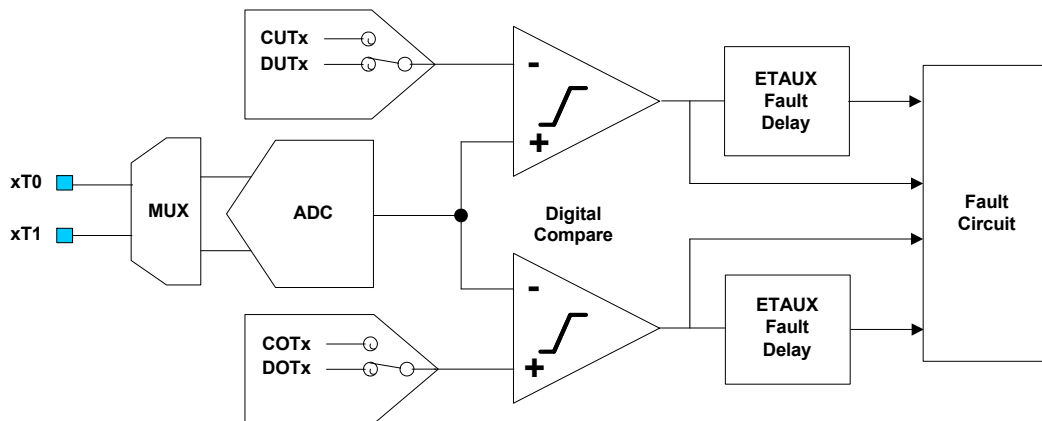 CUTx
DUTx
-
+
ETAUX
Fault
Delay
xT0
xT1
MUX
ADC
Digital
Compare
Fault
Circuit
-
+
ETAUX
Fault
Delay
COTx
DOTx